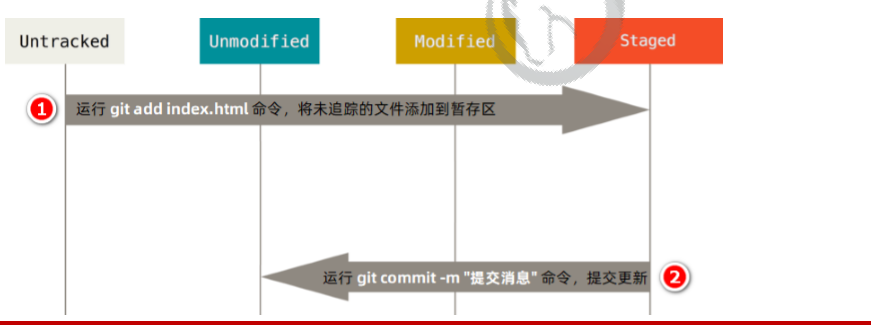 Untracked Unmodified Modified Staged
1 运行 git add index.html 命令，将未追踪的文件添加到暂存区
运行 git commit -m "提交消息" 命令，提交更新 2